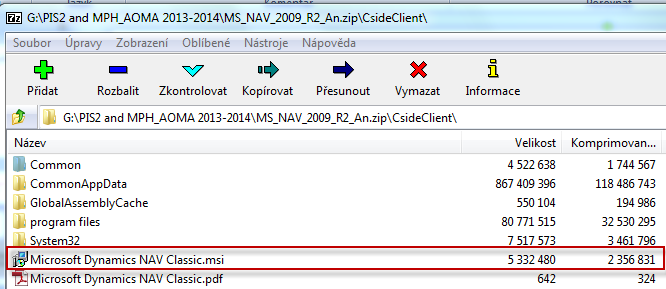 G:\PIS2 and MPH_AOMA 2013-2014\MS_NAV_2009_R2_An.zip\CsideClient\
Soubor Úpravy Zobrazení Oblíbené Nástroje Nápověda
Přidat Rozbalit Zkontrolovat Kopírovat Přesunout Vymazat Informace
G:\PIS2 and MPH_AOMA 2013-2014\MS_NAV_2009_R2_An.zip\CsideClient\
Název Velikost Komprimovan...
Common 4 522 638 1 744 567
CommonAppData 867 409 396 118 486 743
GlobalAssemblyCache 550 104 194 986
program files 80 771 515 32 530 295
System32 7 517 573 3 461 796
Microsoft Dynamics NAV Classic.msi 5 332 480 2 356 831
Microsoft Dynamics NAV Classic.pdf 642 324